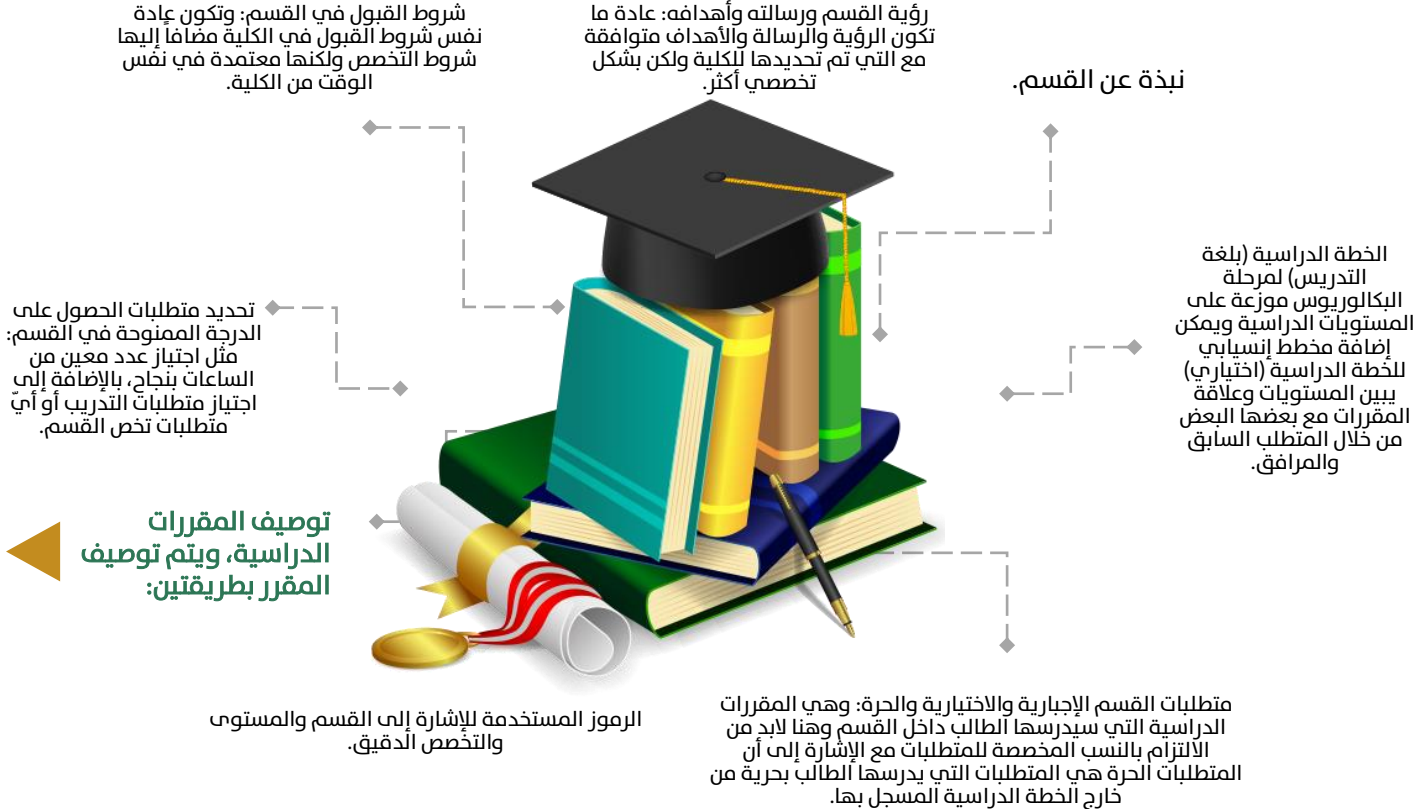 نبذة عن القسم.
رؤية القسم ورسالته وأهدافه: عادة ما
تكون الرؤية والرسالة والأهداف متوافقة
مع التي تم تحديدها للكلية ولكن بشكل
تخصصي أكثر.
شروط القبول في القسم: وتكون عادة
نفس شروط القبول في الكلية مضافاً إليها
شروط التخصص ولكنها معتمدة في نفس
الوقت من الكلية.
الخطة الدراسية (بلغة
التدريس) لمرحلة
البكالوريوس موزعة على
المستويات الدراسية ويمكن
إضافة مخطط إنسيابي
للخطة الدراسية (اختياري)
يبين المستويات وعلاقة
المقررات مع بعضها البعض
من خلال المتطلب السابق
والمرافق.
تحديد متطلبات الحصول على
الدرجة الممنوحة في القسم:
مثل اجتياز عدد معين من
الساعات بنجاح، بالإضافة إلى
اجتياز متطلبات التدريب أو أيّ
متطلبات تخص القسم.
متطلبات القسم الإجبارية والاختيارية والحرة: وهي المقررات
الدراسية التي سيدرسها الطالب داخل القسم وهنا لابد من
الالتزام بالنسب المخصصة للمتطلبات مع الإشارة إلى أن
المتطلبات الحرة هي المتطلبات التي يدرسها الطالب بحرية من
خارج الخطة الدراسية المسجل بها.
الرموز المستخدمة للإشارة إلى القسم والمستوى
والتخصص الدقيق.
توصيف المقررات
الدراسية، ويتم توصيف
المقرر بطريقتين: